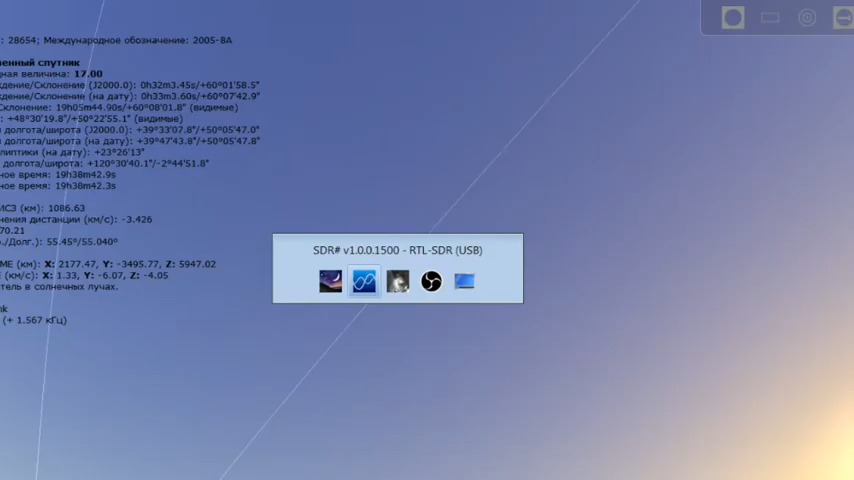 : 28654; Международное обозначение: 2005-8A
венный спутник
дная величина: 17.00
ждение/Склонение (J2000.0): 0h32m3.45s/+60°01'58.5"
ждение/Склонение (на дату): 0h33m3.60s/+60°07'42.9"
Склонение: 19h05m44.90s/+60°08'01.8" (видимые)
: +48°30'19.8"/+50°22'55.1" (видимые)
я долгота/широта (J2000.0): +39°33'07.8"/+50°05'47.0"
я долгота/широта (на дату): +39°47'43.8"/+50°05'47.8"
липтики (на дату): +23°26'13"
 долгота/широта: +120°30'40.1"/-2°44'51.8"
ное время: 19h38m42.9s
ное время: 19h38m42.3s
ИСЗ (км): 1086.63
нения дистанции (км/с): -3.426
70.21
./Долг.): 55.45°/55.040°
МЕ (км): X: 2177.47, Y: -3495.77, Z: 5947.02
Е (км/с): X: 1.33, Y: -6.07, Z: -4.05
атель в солнечных лучах.
nk
(+ 1.567 кГц)
SDR# v1.0.0.1500 - RTL-SDR (USB)